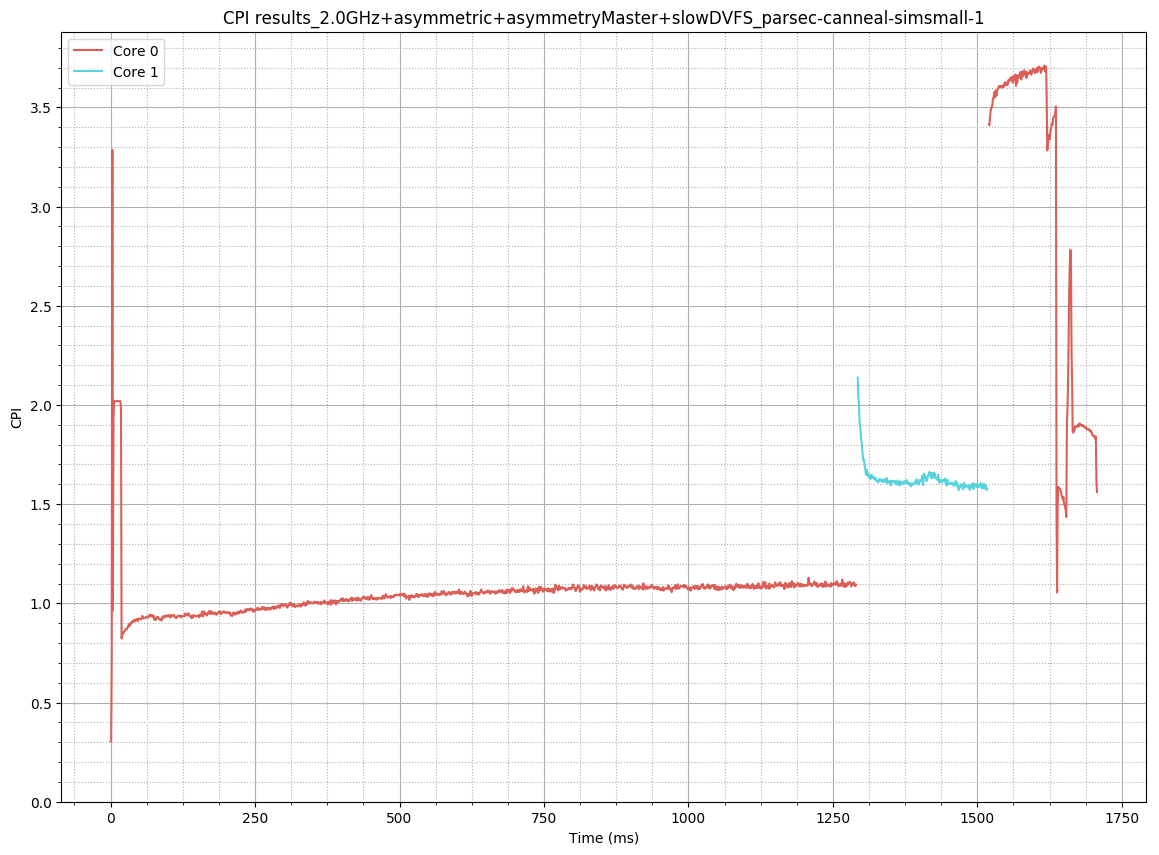 CPI results_2.0GHz+asymmetric+asymmetryMaster+slowDVFS_parsec-canneal-simsmall-1
Core 0
Core 1
3.5
3.0
2.5
2.0
1.5
1.0
0.5
0.0
CPI
0 250 500 750 1000 1250 1500 1750
Time (ms)